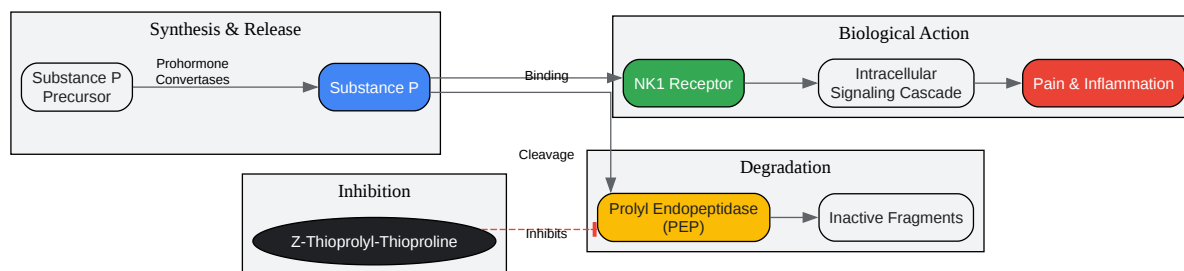 Synthesis & Release
Substance P
Precursor
Prohormone
Convertases
Substance P
Binding
Biological Action
NK1 Receptor
Intracellular
Signaling Cascade
Pain & Inflammation
Cleavage
Degradation
Prolyl Endopeptidase
(PEP)
Inactive Fragments
Inhibition
Z-Thioprolyl-Thioproline
Inhibits